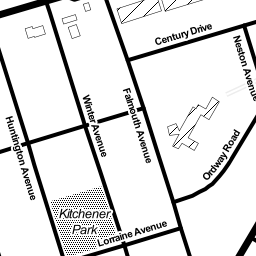 Century Drive
Neston Avenue
Falmouth Avenue
Winter Avenue
Huntington Avenue
Ordway Road
Kitchener
Park
Lorraine Avenue